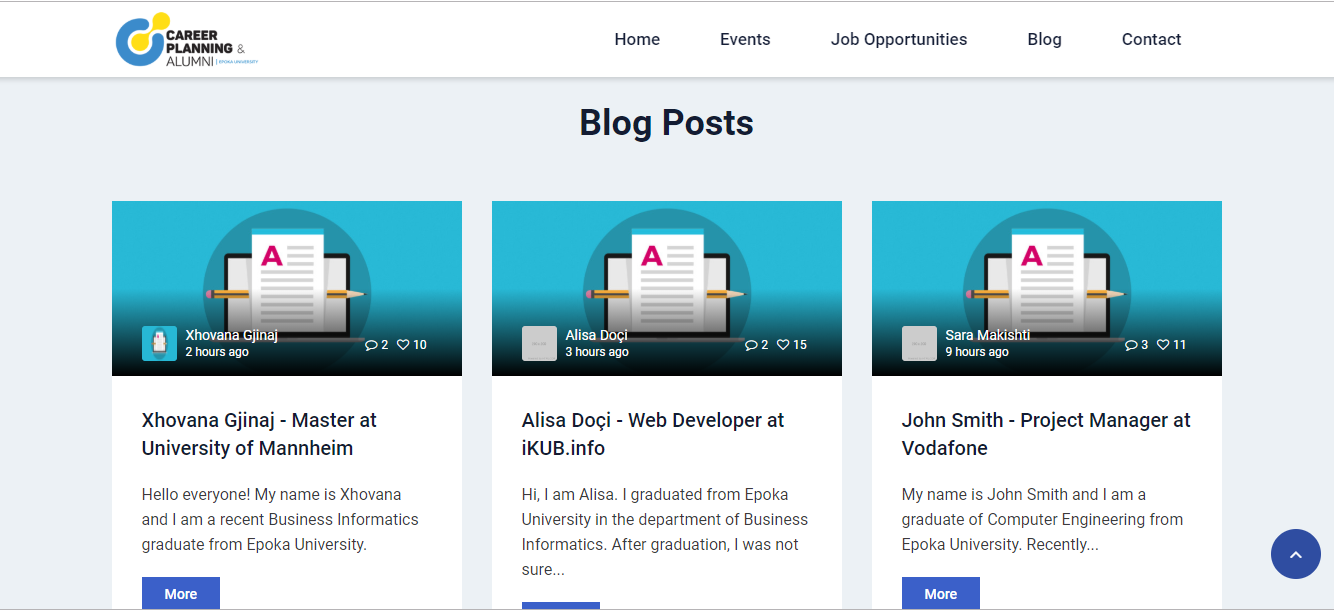 CAREER
PLANNING &
ALUMNI | EPOKA UNIVERSITY
Home Events Job Opportunities Blog Contact
Blog Posts
A
Xhovana Gjinaj
2 hours ago
2 10
Xhovana Gjinaj - Master at
University of Mannheim
Hello everyone! My name is Xhovana
and I am a recent Business Informatics
graduate from Epoka University.
More
A
Alisa Doçi
3 hours ago
2 15
Alisa Doçi - Web Developer at
iKUB.info
Hi, I am Alisa. I graduated from Epoka
University in the department of Business
Informatics. After graduation, I was not
sure...
A
Sara Makishti
9 hours ago
3 11
John Smith - Project Manager at
Vodafone
My name is John Smith and I am a
graduate of Computer Engineering from
Epoka University. Recently...
More